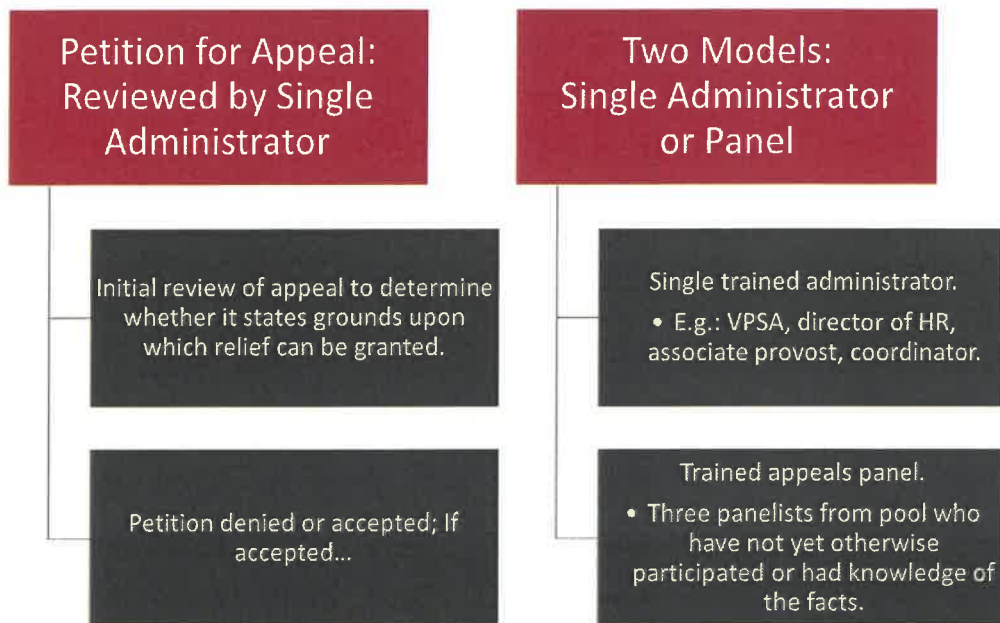 Petition for Appeal:
Reviewed by Single
Administrator
Initial review of appeal to determine
whether it states grounds upon
which relief can be granted.
Petition denied or accepted; If
accepted...
Two Models:
Single Administrator
or Panel
Single trained administrator.
• E.g.: VPSA, director of HR,
associate provost, coordinator.
Trained appeals panel.
• Three panelists from pool who
have not yet otherwise
participated or had knowledge of
the facts.